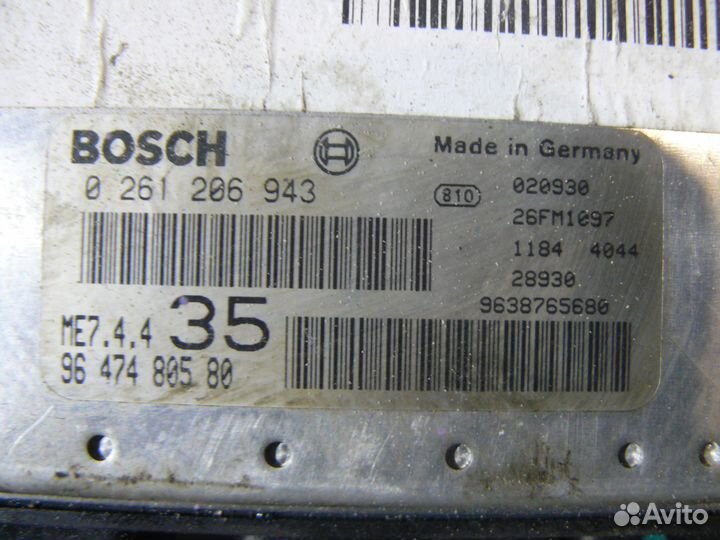 BOSCH
Made in Germany
0 261 206 943
810
020930
26FM1097
1184 4044
28930
9638765680
ME7.4.4 35
96 474 805 80
Avito